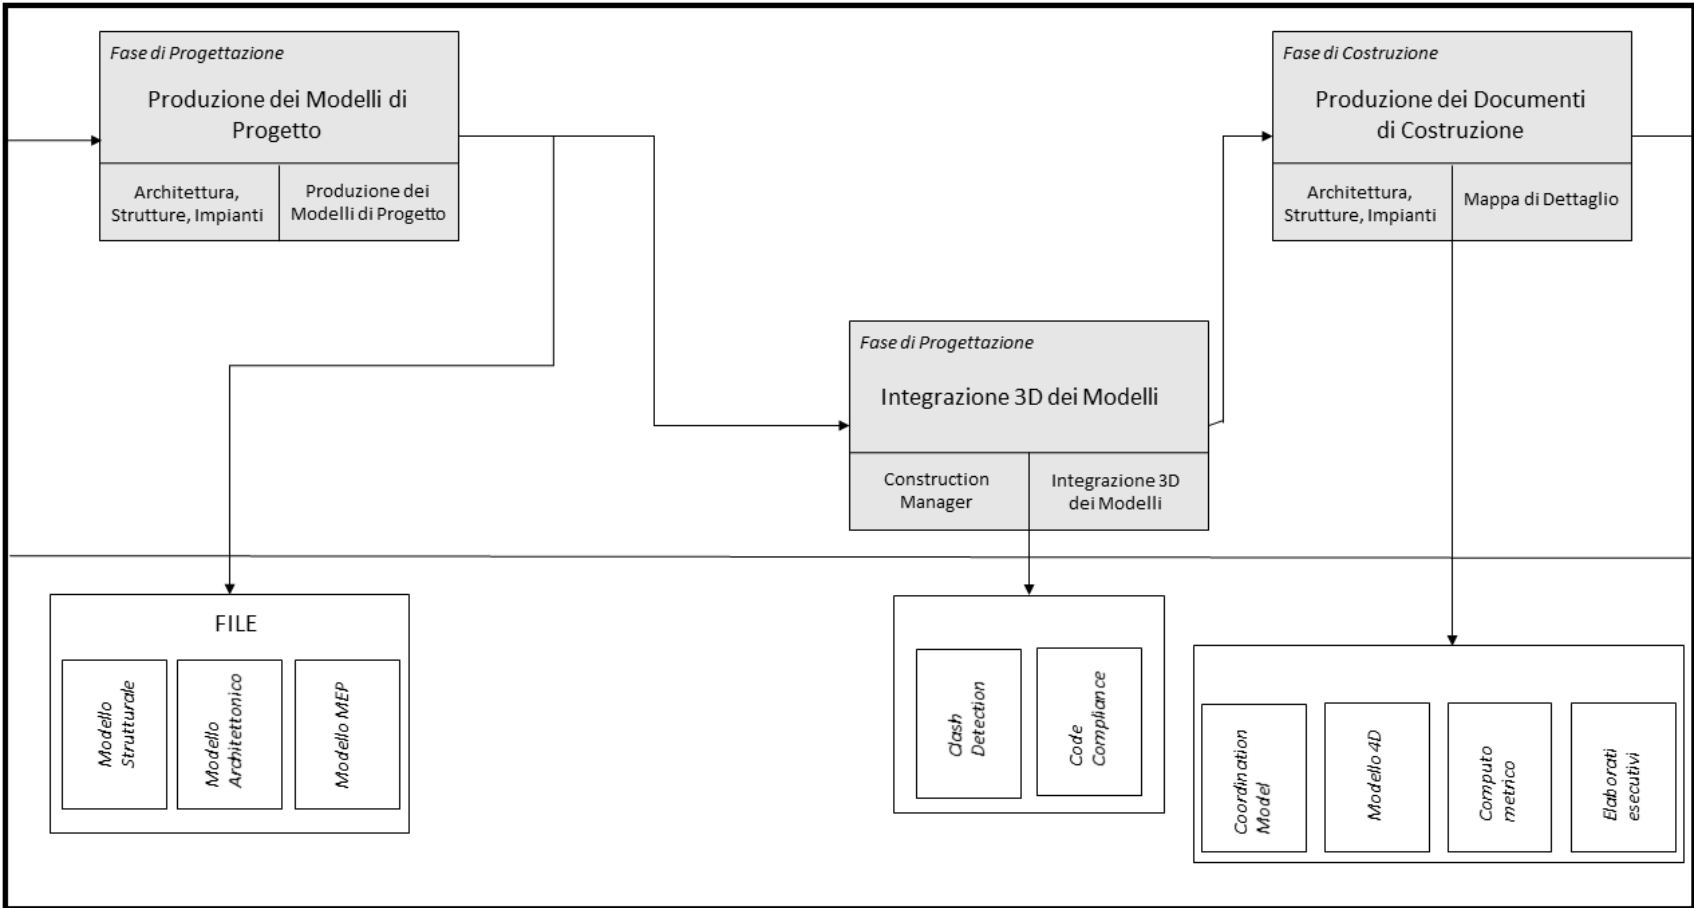 Fase di Progettazione
Produzione dei Modelli di
Progetto
Architettura,
Strutture, Impianti
Produzione dei
Modelli di Progetto
Fase di Costruzione
Produzione dei Documenti
di Costruzione
Architettura,
Strutture, Impianti
Mappa di Dettaglio
Fase di Progettazione
Integrazione 3D dei Modelli
Construction
Manager
Integrazione 3D
dei Modelli
FILE
Modello
Strutturale
Modello
Architettonico
Modello MEP
Clash
Detection
Code
Compliance
Coordination
Model
Modello 4D
Computo
metrico
Elaborati
esecutivi